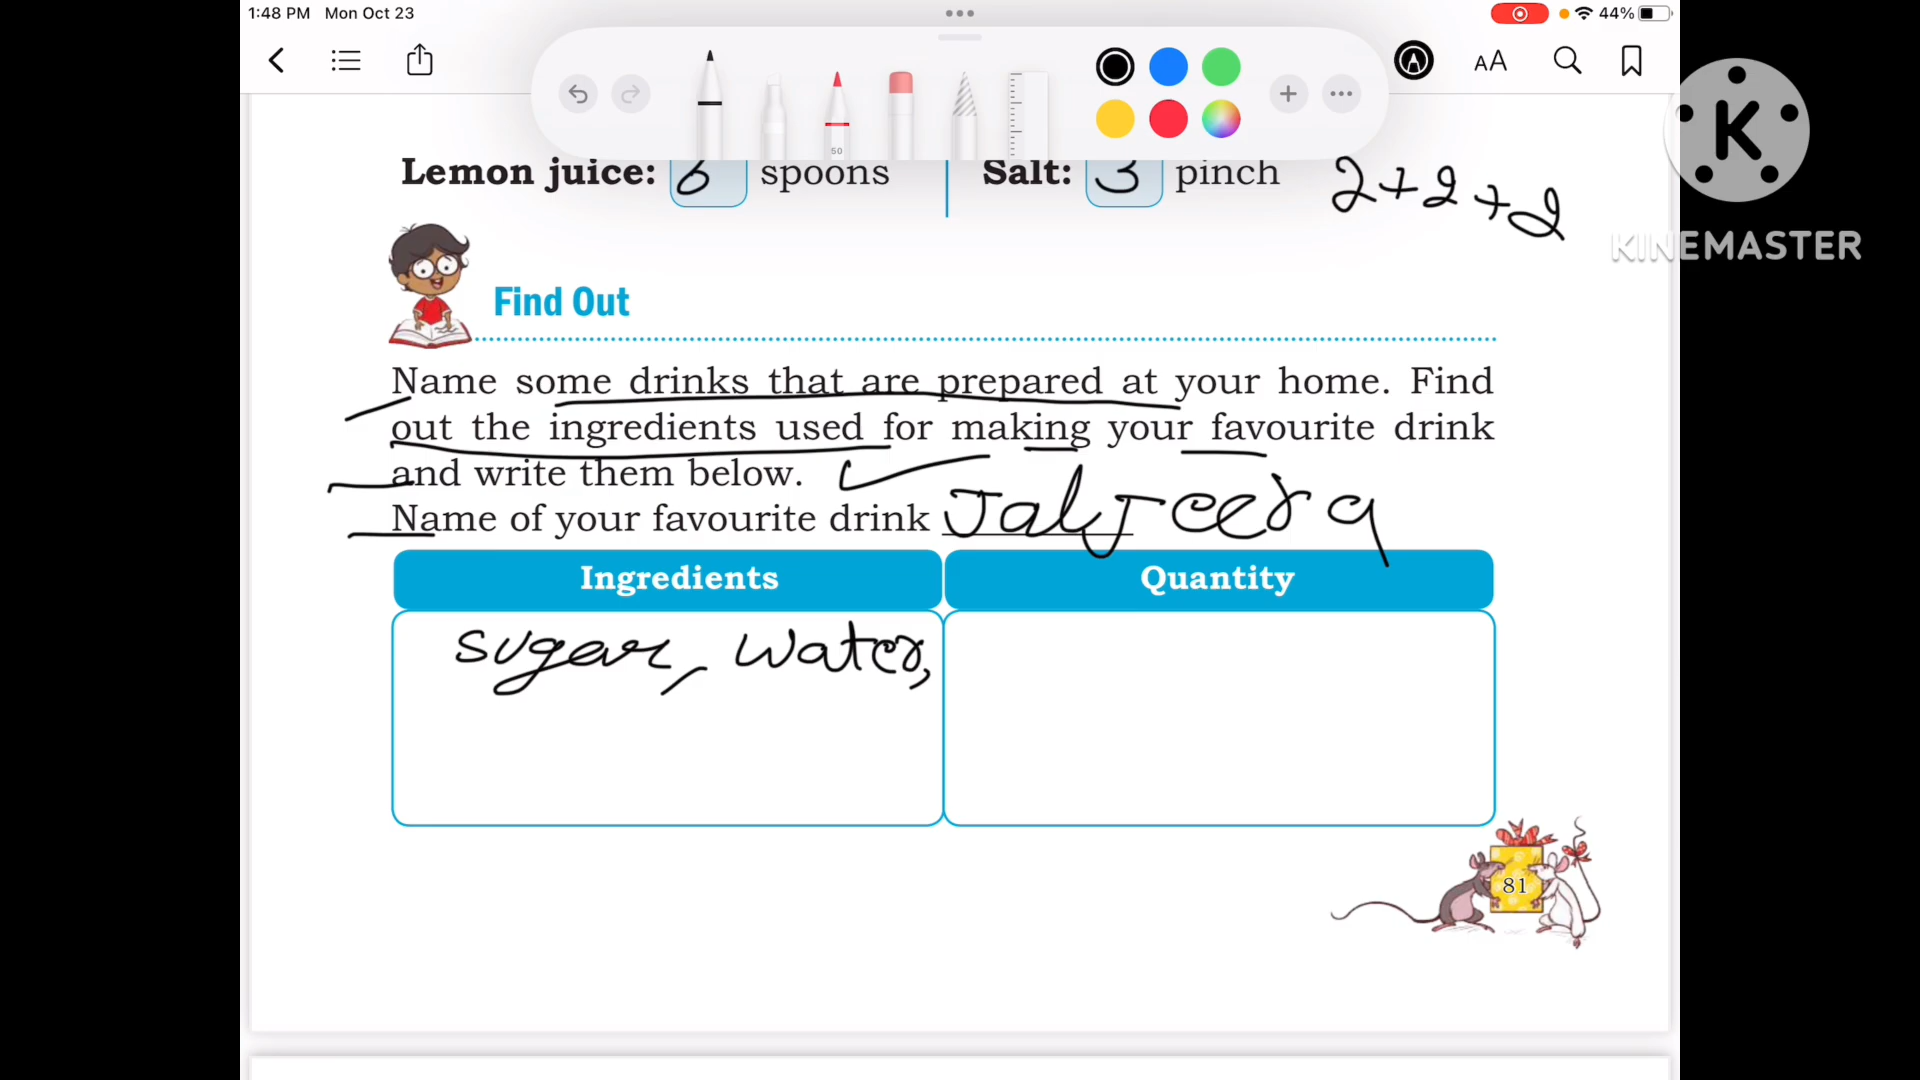 1:48 PM Mon Oct 23
44%
AA
50
K
KINEMASTER
Lemon juice: 6 spoons Salt: 3 pinch 2+2+2
Find Out
Name some drinks that are prepared at your home. Find
out the ingredients used for making your favourite drink
and write them below.
Name of your favourite drink Jaljeera
Ingredients Quantity
sugar, water,
81